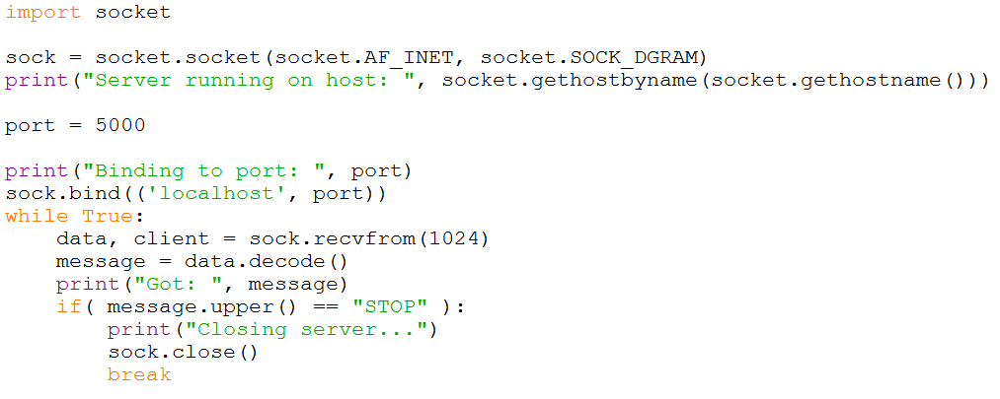 import socket

sock = socket.socket(socket.AF_INET, socket.SOCK_DGRAM)
print("Server running on host: ", socket.gethostbyname(socket.gethostname()))

port = 5000

print("Binding to port: ", port)
sock.bind(('localhost', port))
while True:
    data, client = sock.recvfrom(1024)
    message = data.decode()
    print("Got: ", message)
    if( message.upper() == "STOP" ):
        print("Closing server...")
        sock.close()
        break